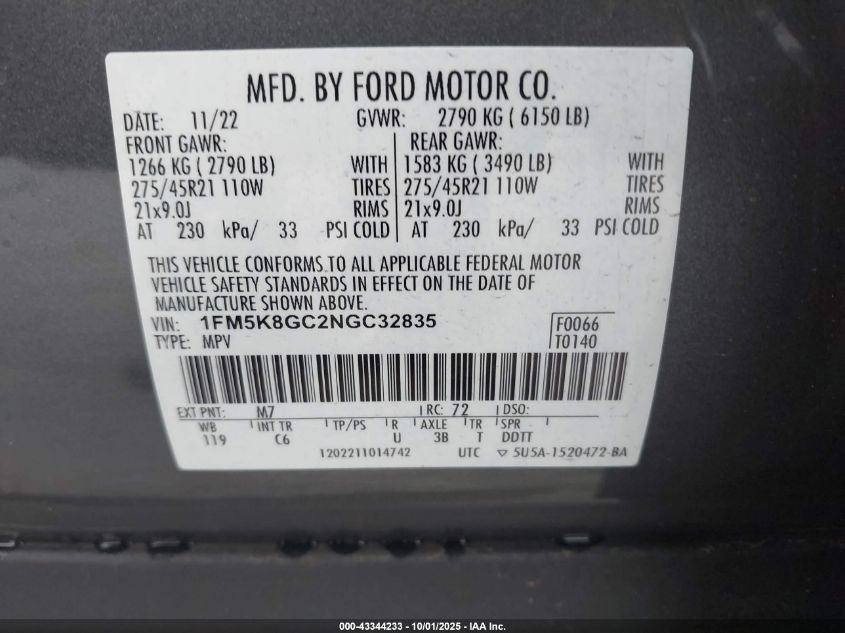 MFD. BY FORD MOTOR CO.
DATE: 11/22 GVWR: 2790 KG ( 6150 LB)
FRONT GAWR: REAR GAWR:
1266 KG ( 2790 LB) WITH 1583 KG ( 3490 LB) WITH
275/45R21 110W TIRES 275/45R21 110W TIRES
21x9.0J RIMS 21x9.0J RIMS
AT 230 kPa/ 33 PSI COLD AT 230 kPa/ 33 PSI COLD
THIS VEHICLE CONFORMS TO ALL APPLICABLE FEDERAL MOTOR
VEHICLE SAFETY STANDARDS IN EFFECT ON THE DATE OF
MANUFACTURE SHOWN ABOVE.
VIN: 1FM5K8GC2NGC32835 F0066
TYPE: MPV T0140
EXT PNT: M7 RC: 72 DSO:
WB INT TR TP/PS R AXLE TR SPR
119 C6 U 3B T DDTT
1202211014742 UTC ▽ 5U5A-1520472-BA
000-43344233 - 10/01/2025 - IAA Inc.